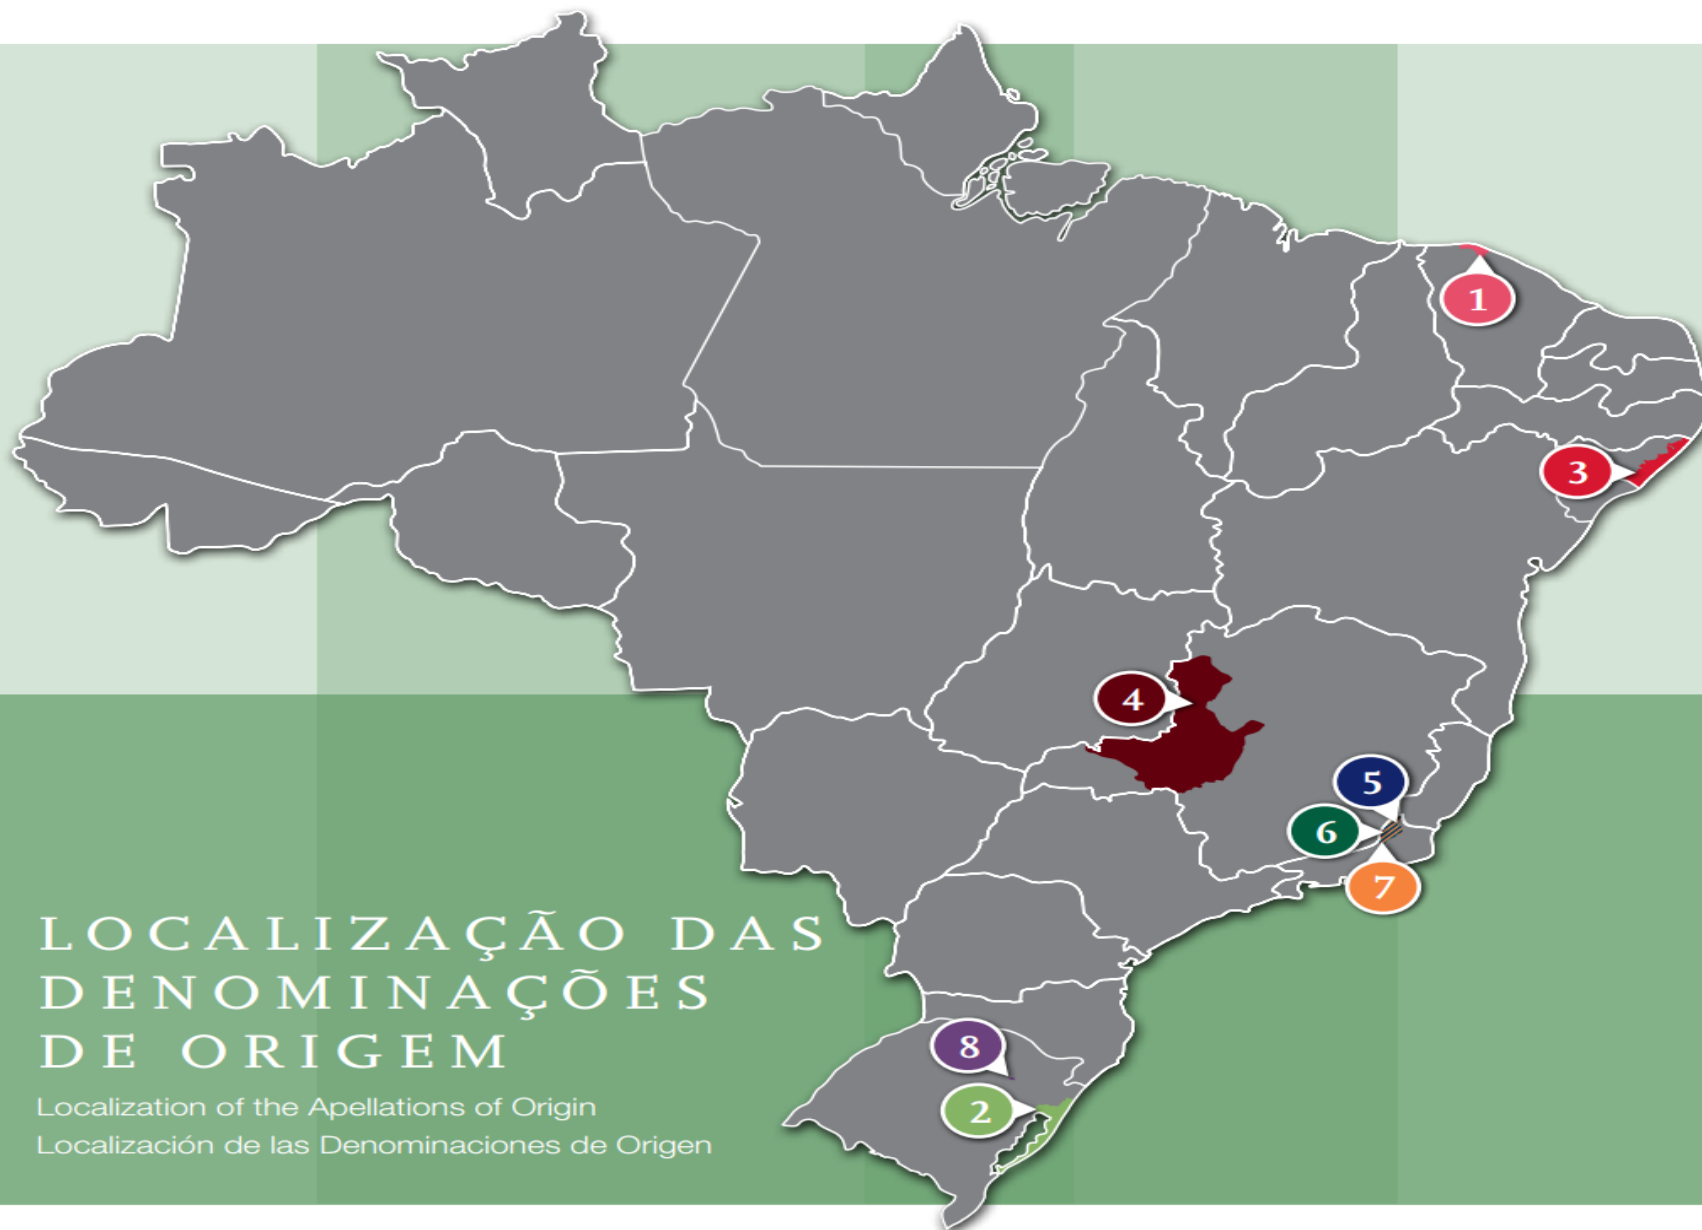 1
3
4
5
6
7
LOCALIZAÇÃO DAS
DENOMINAÇÕES
DE ORIGEM
8
2
Localization of the Apellations of Origin
Localización de las Denominaciones de Origen